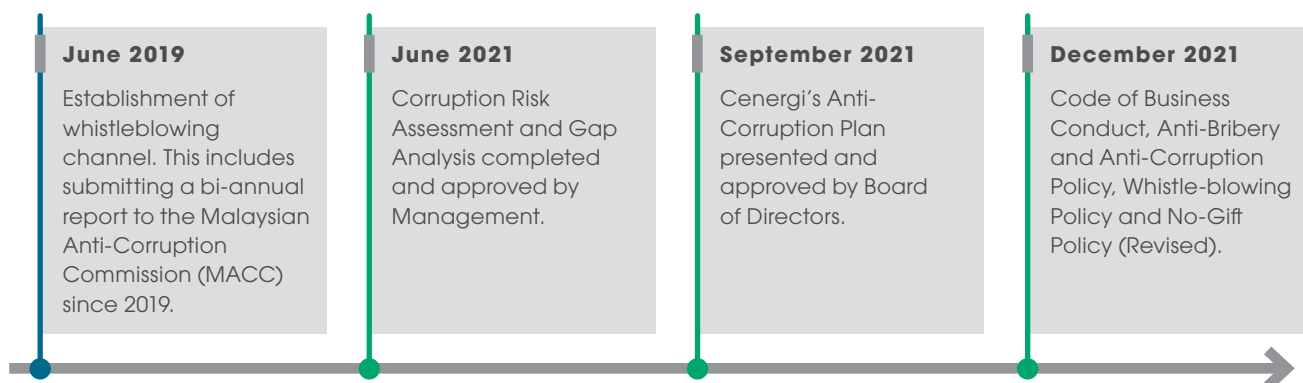 June 2019
Establishment of
whistleblowing
channel. This includes
submitting a bi-annual
report to the Malaysian
Anti-Corruption
Commission (MACC)
since 2019.
June 2021
Corruption Risk
Assessment and Gap
Analysis completed
and approved by
Management.
September 2021
Cenergi’s Anti-
Corruption Plan
presented and
approved by Board
of Directors.
December 2021
Code of Business
Conduct, Anti-Bribery
and Anti-Corruption
Policy, Whistle-blowing
Policy and No-Gift
Policy (Revised).